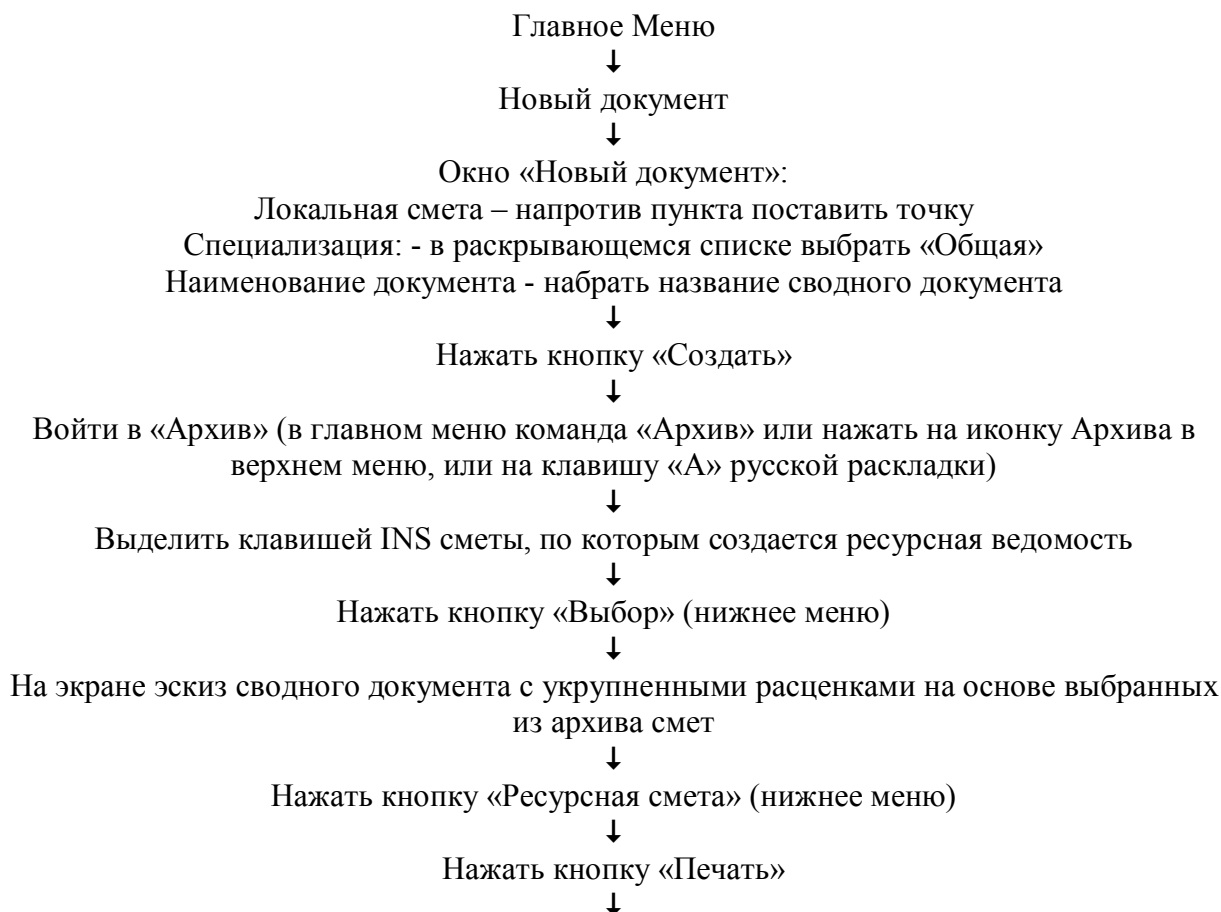 Главное Меню
↓
Новый документ
↓
Окно «Новый документ»:
Локальная смета – напротив пункта поставить точку
Специализация: - в раскрывающемся списке выбрать «Общая»
Наименование документа - набрать название сводного документа
↓
Нажать кнопку «Создать»
↓
Войти в «Архив» (в главном меню команда «Архив» или нажать на иконку Архива в
верхнем меню, или на клавишу «А» русской раскладки)
↓
Выделить клавишей INS сметы, по которым создается ресурсная ведомость
↓
Нажать кнопку «Выбор» (нижнее меню)
↓
На экране эскиз сводного документа с укрупненными расценками на основе выбранных
из архива смет
↓
Нажать кнопку «Ресурсная смета» (нижнее меню)
↓
Нажать кнопку «Печать»
↓